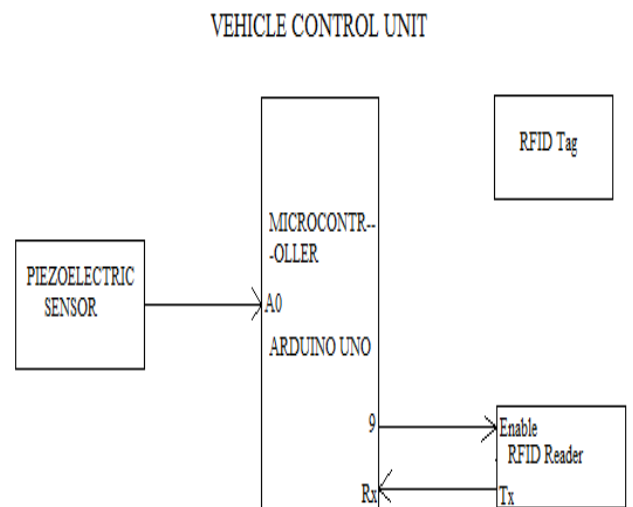 VEHICLE CONTROL UNIT
RFID Tag
MICROCONTR--
-OLLER
PIEZOELECTRIC
SENSOR
A0
ARDUINO UNO
9
Enable
RFID Reader
Rx
Tx